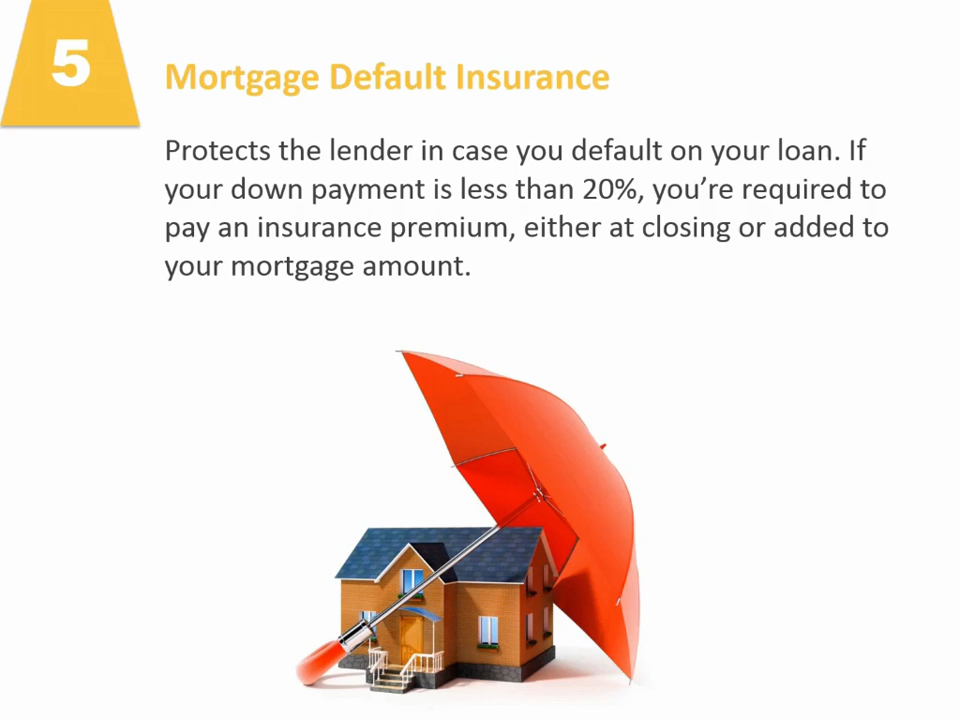 5
Mortgage Default Insurance
Protects the lender in case you default on your loan. If
your down payment is less than 20%, you’re required to
pay an insurance premium, either at closing or added to
your mortgage amount.